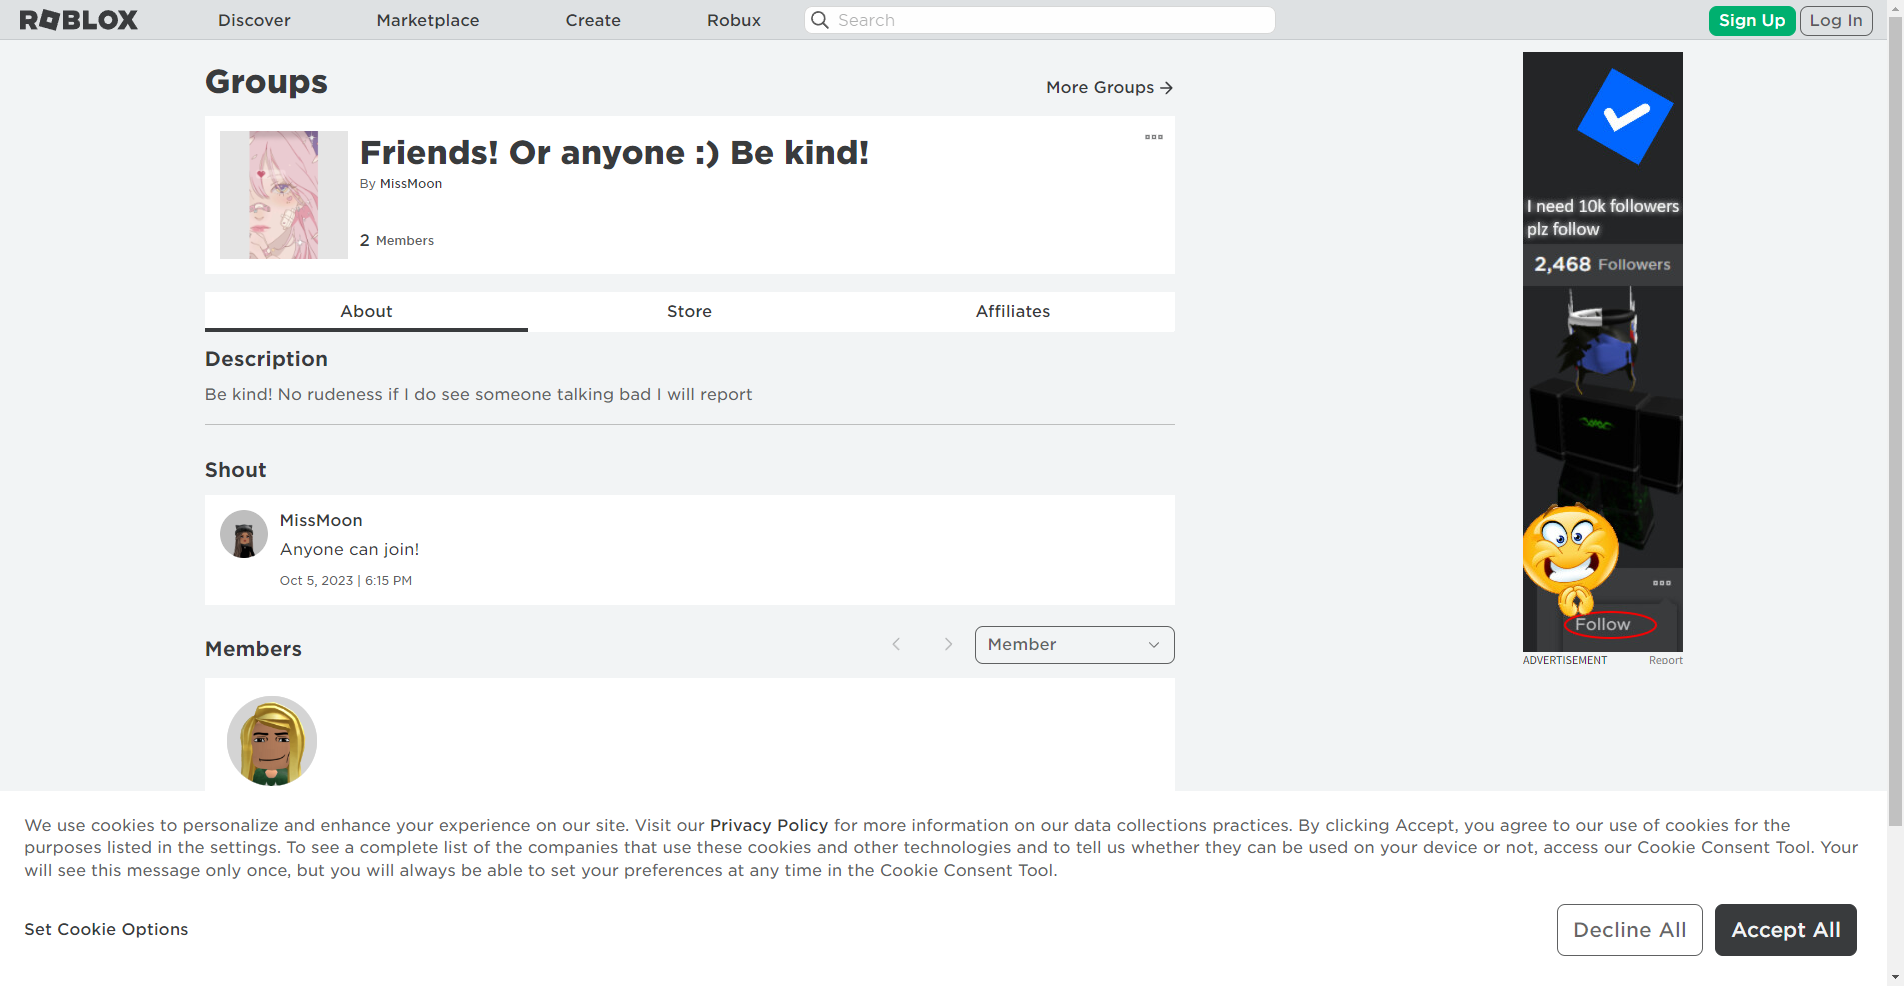 ROBLOX
Discover
Marketplace
Create
Robux
Search
Sign Up
Log In
Groups
More Groups
Friends! Or anyone :) Be kind!
By MissMoon
2 Members
About
Store
Affiliates
Description
Be kind! No rudeness if I do see someone talking bad I will report
Shout
MissMoon
Anyone can join!
Oct 5, 2023 | 6:15 PM
Members
Member
I need 10k followers
plz follow
2,468 Followers
Follow
ADVERTISEMENT
Report
We use cookies to personalize and enhance your experience on our site. Visit our Privacy Policy for more information on our data collections practices. By clicking Accept, you agree to our use of cookies for the
purposes listed in the settings. To see a complete list of the companies that use these cookies and other technologies and to tell us whether they can be used on your device or not, access our Cookie Consent Tool. Your
will see this message only once, but you will always be able to set your preferences at any time in the Cookie Consent Tool.
Set Cookie Options
Decline All
Accept All